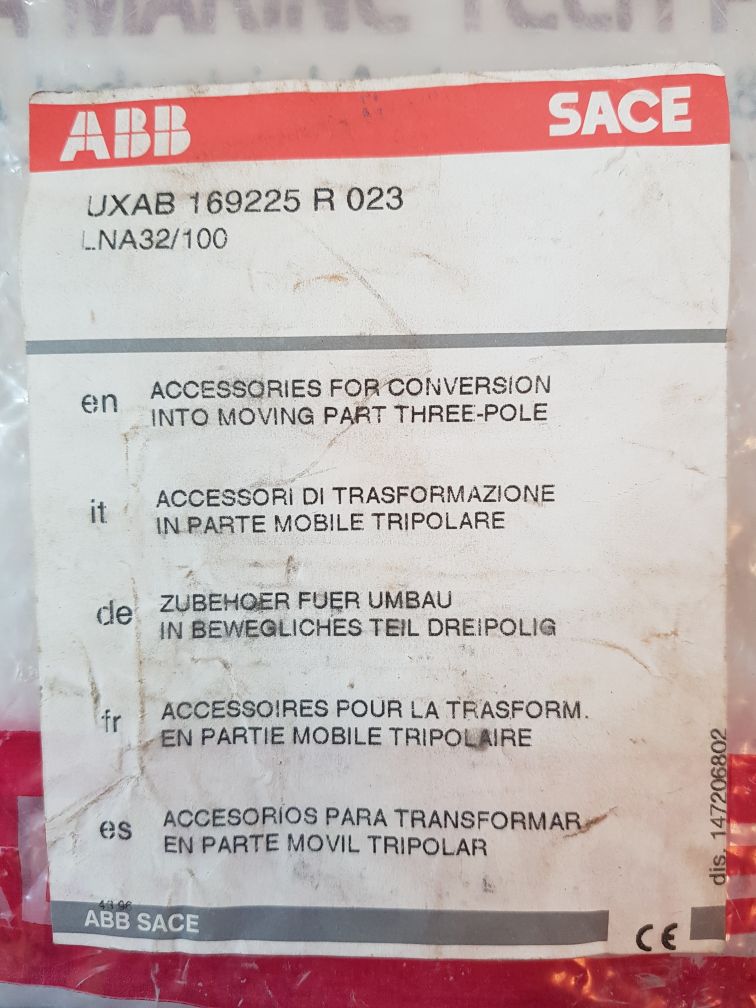 A MARINE TECH
ABB SACE
UXAB 169225 R 023
LNA32/100
en ACCESSORIES FOR CONVERSION
INTO MOVING PART THREE-POLE
it ACCESSORI DI TRASFORMAZIONE
IN PARTE MOBILE TRIPOLARE
de ZUBEHOER FUER UMBAU
IN BEWEGLICHES TEIL DREIPOLIG
fr ACCESSOIRES POUR LA TRASFORM.
EN PARTIE MOBILE TRIPOLAIRE
es ACCESORIOS PARA TRANSFORMAR
EN PARTE MOVIL TRIPOLAR
dis. 147206802
ABB SACE
CE